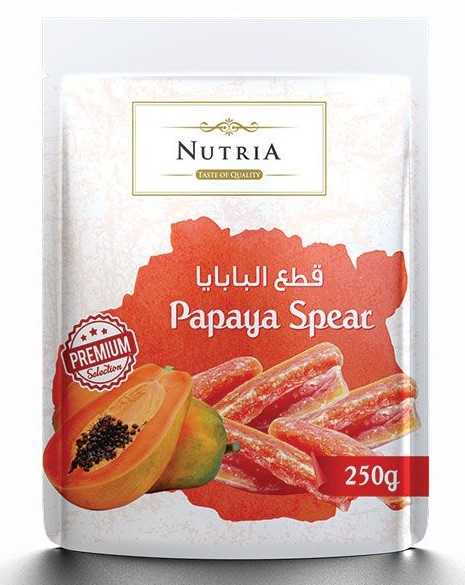 NUTRIA
TASTE OF QUALITY
قطع البابايا
Papaya Spear
PREMIUM
Selection
250g